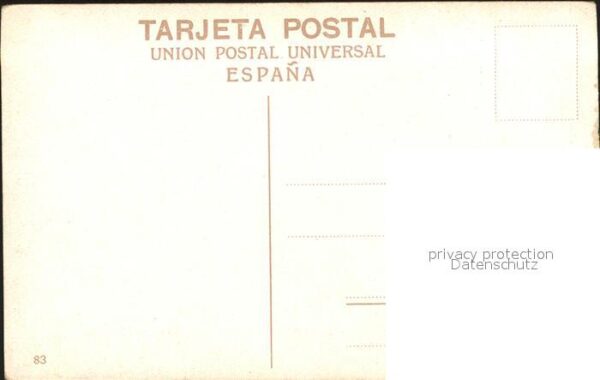 TARJETA POSTAL
UNION POSTAL UNIVERSAL
ESPAÑA
privacy protection
Datenschutz
83